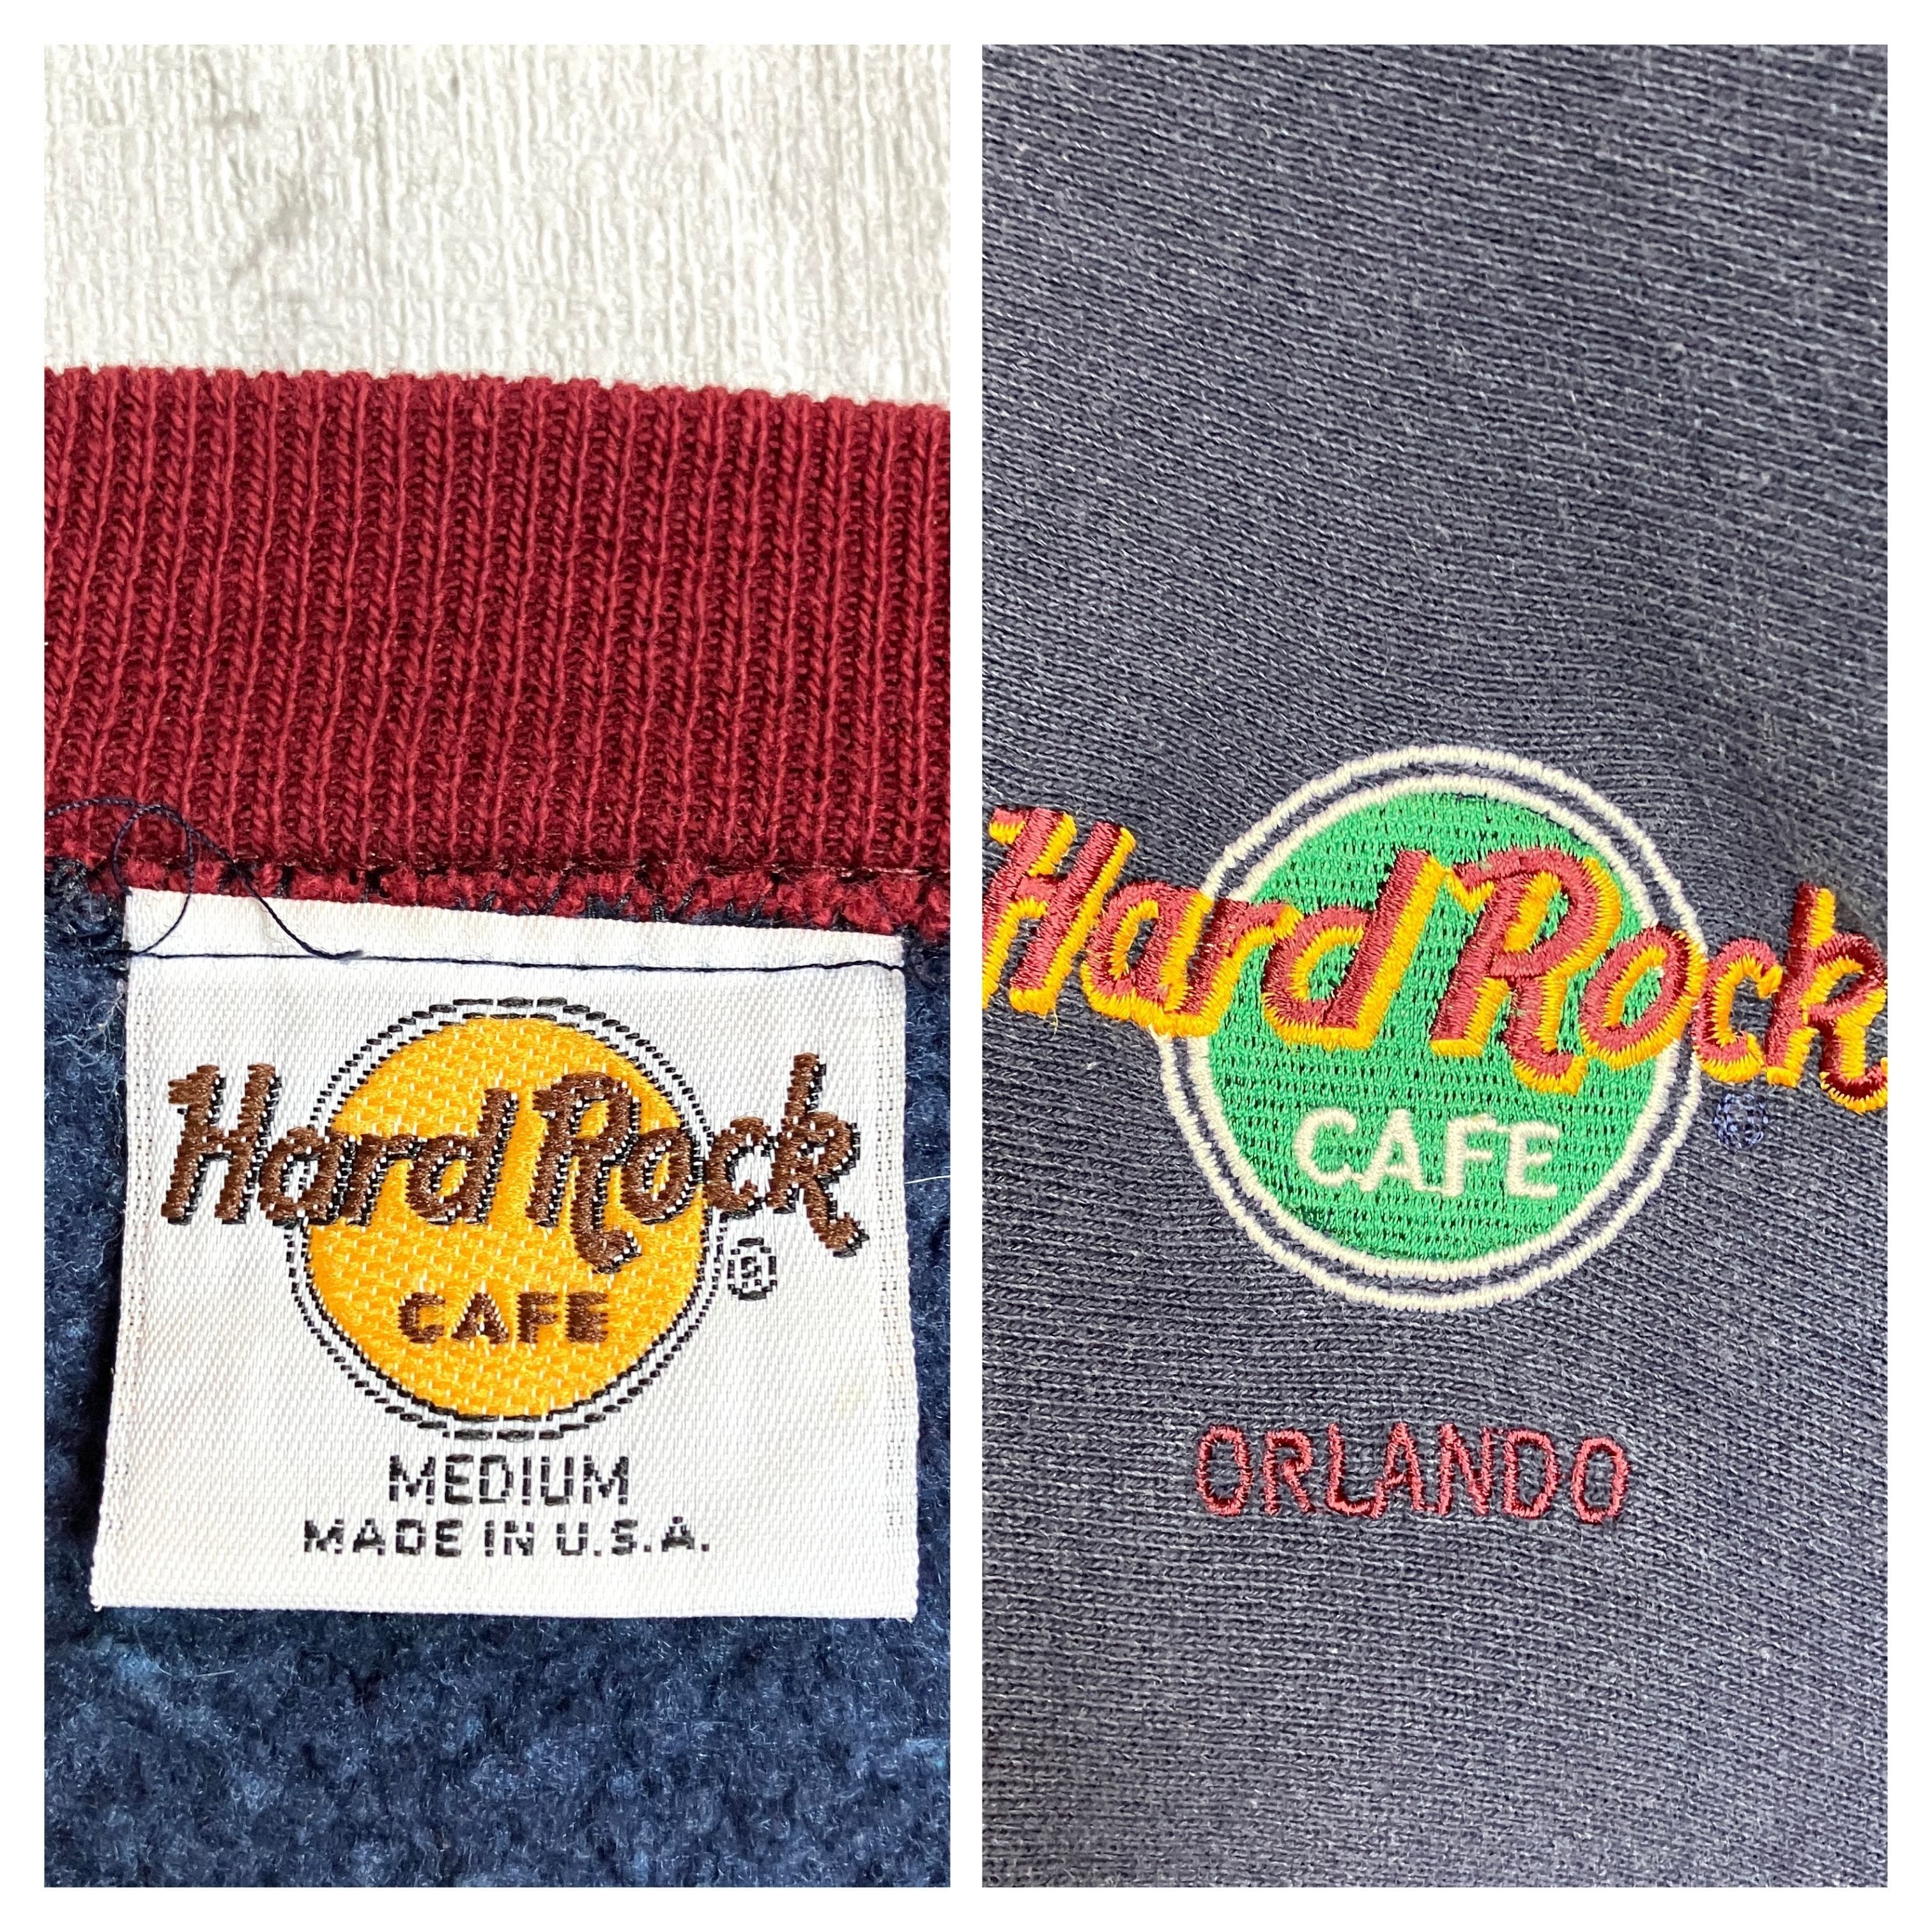 Hard Rock
CAFE
®
MEDIUM
MADE IN U.S.A.
Hard Rock
CAFE
ORLANDO